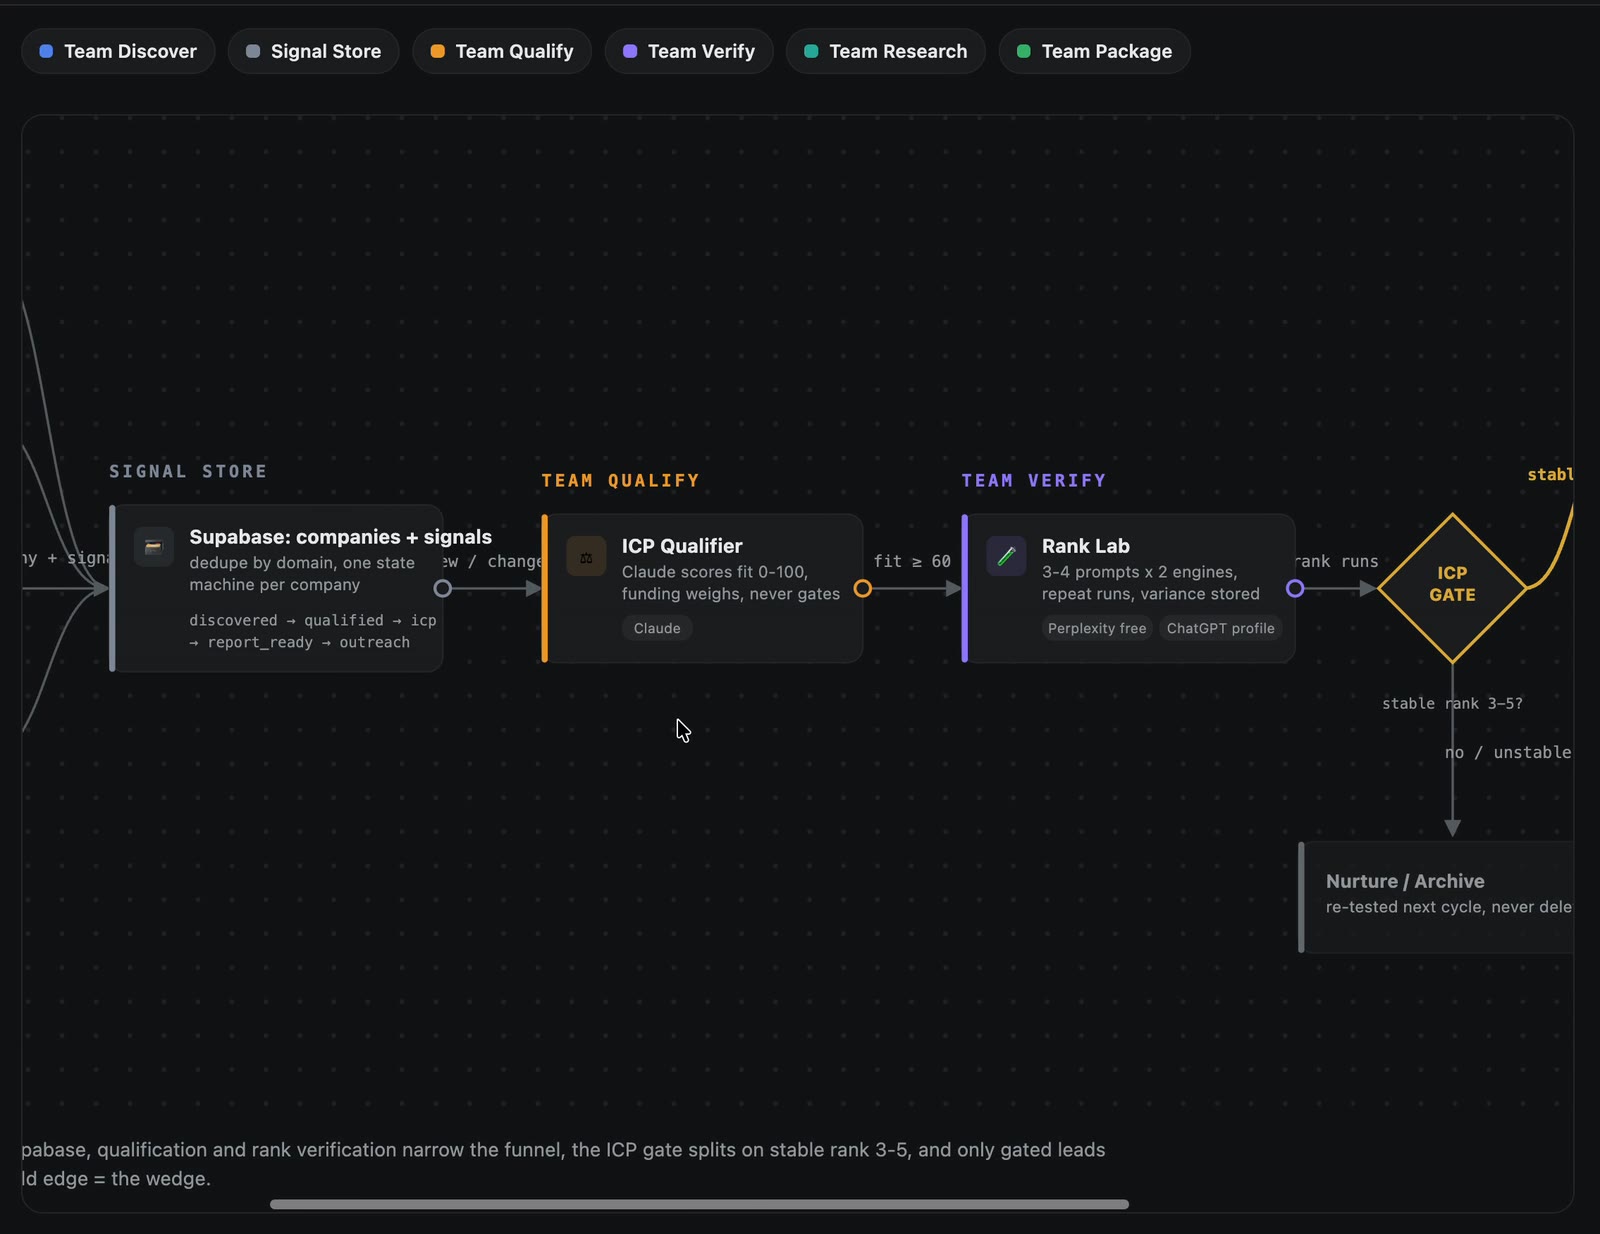 Team Discover
Signal Store
Team Qualify
Team Verify
Team Research
Team Package
SIGNAL STORE
Supabase: companies + signals
dedupe by domain, one state
machine per company
discovered → qualified → icp
→ report_ready → outreach
TEAM QUALIFY
ICP Qualifier
Claude scores fit 0-100,
funding weighs, never gates
Claude
fit ≥ 60
TEAM VERIFY
Rank Lab
3-4 prompts x 2 engines,
repeat runs, variance stored
Perplexity free
ChatGPT profile
rank runs
ICP
GATE
stable rank 3–5?
no / unstable
Nurture / Archive
re-tested next cycle, never dele
pabase, qualification and rank verification narrow the funnel, the ICP gate splits on stable rank 3-5, and only gated leads
ld edge = the wedge.